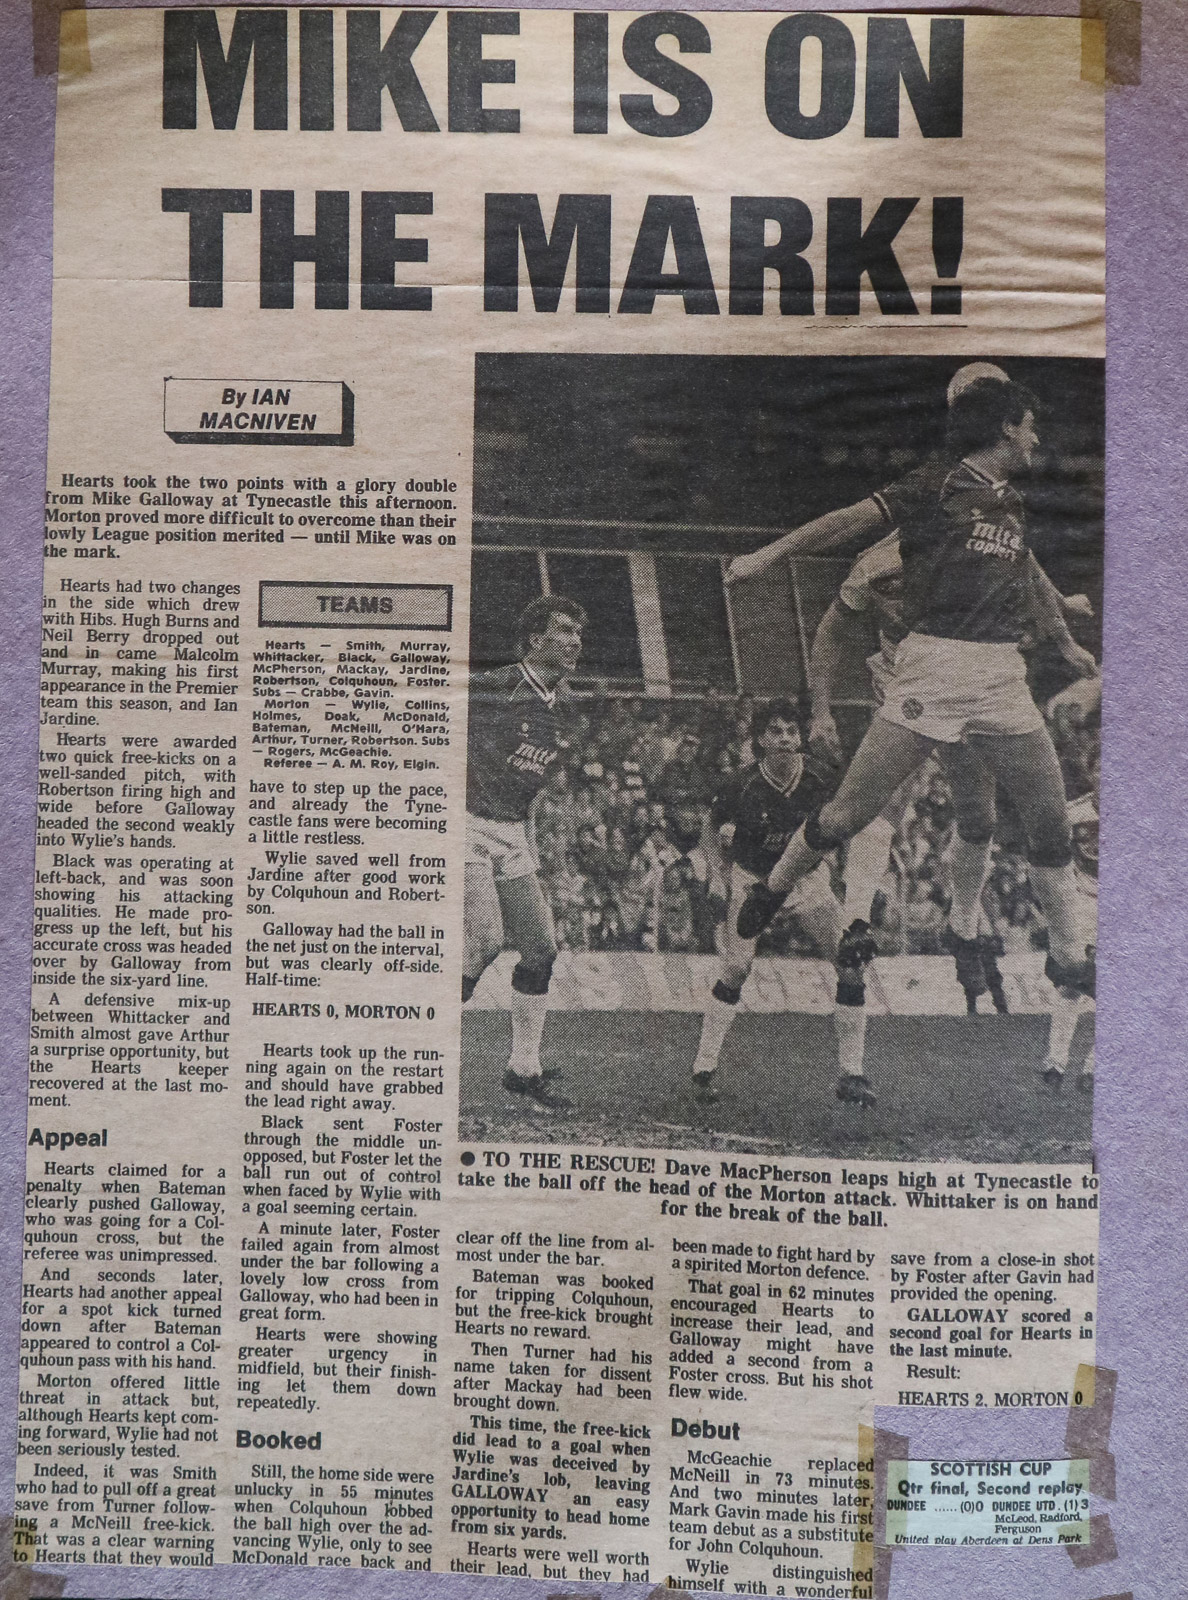 MIKE IS ON
THE MARK!
By IAN
MACNIVEN
Hearts took the two points with a glory double
from Mike Galloway at Tynecastle this afternoon.
Morton proved more difficult to overcome than their
lowly League position merited — until Mike was on
the mark.
Hearts had two changes
in the side which drew
with Hibs. Hugh Burns and
Neil Berry dropped out
and in came Malcolm
Murray, making his first
appearance in the Premier
team this season, and Ian
Jardine.
Hearts were awarded
two quick free-kicks on a
well-sanded pitch, with
Robertson firing high and
wide before Galloway
headed the second weakly
into Wylie's hands.
Black was operating at
left-back, and was soon
showing his attacking
qualities. He made pro-
gress up the left, but his
accurate cross was headed
over by Galloway from
inside the six-yard line.
A defensive mix-up
between Whittacker and
Smith almost gave Arthur
a surprise opportunity, but
the Hearts keeper
recovered at the last mo-
ment.
Appeal
Hearts claimed for a
penalty when Bateman
clearly pushed Galloway,
who was going for a Col-
quhoun cross, but the
referee was unimpressed.
And seconds later,
Hearts had another appeal
for a spot kick turned
down after Bateman
appeared to control a Col-
quhoun pass with his hand.
Morton offered little
threat in attack but,
although Hearts kept com-
ing forward, Wylie had not
been seriously tested.
Indeed, it was Smith
who had to pull off a great
save from Turner follow-
ing a McNeill free-kick.
That was a clear warning
to Hearts that they would
TEAMS
Hearts — Smith, Murray,
Whittacker, Black, Galloway,
McPherson, Mackay, Jardine,
Robertson, Colquhoun, Foster.
Subs — Crabbe, Gavin.
Morton — Wylie, Collins,
Holmes, Doak, McDonald,
Bateman, McNeill, O'Hara,
Arthur, Turner, Robertson. Subs
— Rogers, McGeachie.
Referee — A. M. Roy, Elgin.
have to step up the pace,
and already the Tyne-
castle fans were becoming
a little restless.
Wylie saved well from
Jardine after good work
by Colquhoun and Robert-
son.
Galloway had the ball in
the net just on the interval,
but was clearly off-side.
Half-time:
HEARTS 0, MORTON 0
Hearts took up the run-
ning again on the restart
and should have grabbed
the lead right away.
Black sent Foster
through the middle un-
opposed, but Foster let the
ball run out of control
when faced by Wylie with
a goal seeming certain.
A minute later, Foster
failed again from almost
under the bar following a
lovely low cross from
Galloway, who had been in
great form.
Hearts were showing
greater urgency in
midfield, but their finish-
ing let them down
repeatedly.
Booked
Still, the home side were
unlucky in 55 minutes
when Colquhoun lobbed
the ball high over the ad-
vancing Wylie, only to see
McDonald race back and
mita
copiers
mita
copiers
● TO THE RESCUE! Dave MacPherson leaps high at Tynecastle to
take the ball off the head of the Morton attack. Whittaker is on hand
for the break of the ball.
clear off the line from al-
most under the bar.
Bateman was booked
for tripping Colquhoun,
but the free-kick brought
Hearts no reward.
Then Turner had his
name taken for dissent
after Mackay had been
brought down.
This time, the free-kick
did lead to a goal when
Wylie was deceived by
Jardine's lob, leaving
GALLOWAY an easy
opportunity to head home
from six yards.
Hearts were well worth
their lead, but they had
been made to fight hard by
a spirited Morton defence.
That goal in 62 minutes
encouraged Hearts to
increase their lead, and
Galloway might have
added a second from a
Foster cross. But his shot
flew wide.
Debut
McGeachie replaced
McNeill in 73 minutes.
And two minutes later,
Mark Gavin made his first
team debut as a substitute
for John Colquhoun.
Wylie distinguished
himself with a wonderful
save from a close-in shot
by Foster after Gavin had
provided the opening.
GALLOWAY scored a
second goal for Hearts in
the last minute.
Result:
HEARTS 2, MORTON 0
SCOTTISH CUP
Qtr final, Second replay
DUNDEE ...... (0)0 DUNDEE UTD . (1) 3
McLeod, Radford,
Ferguson
United play Aberdeen at Dens Park